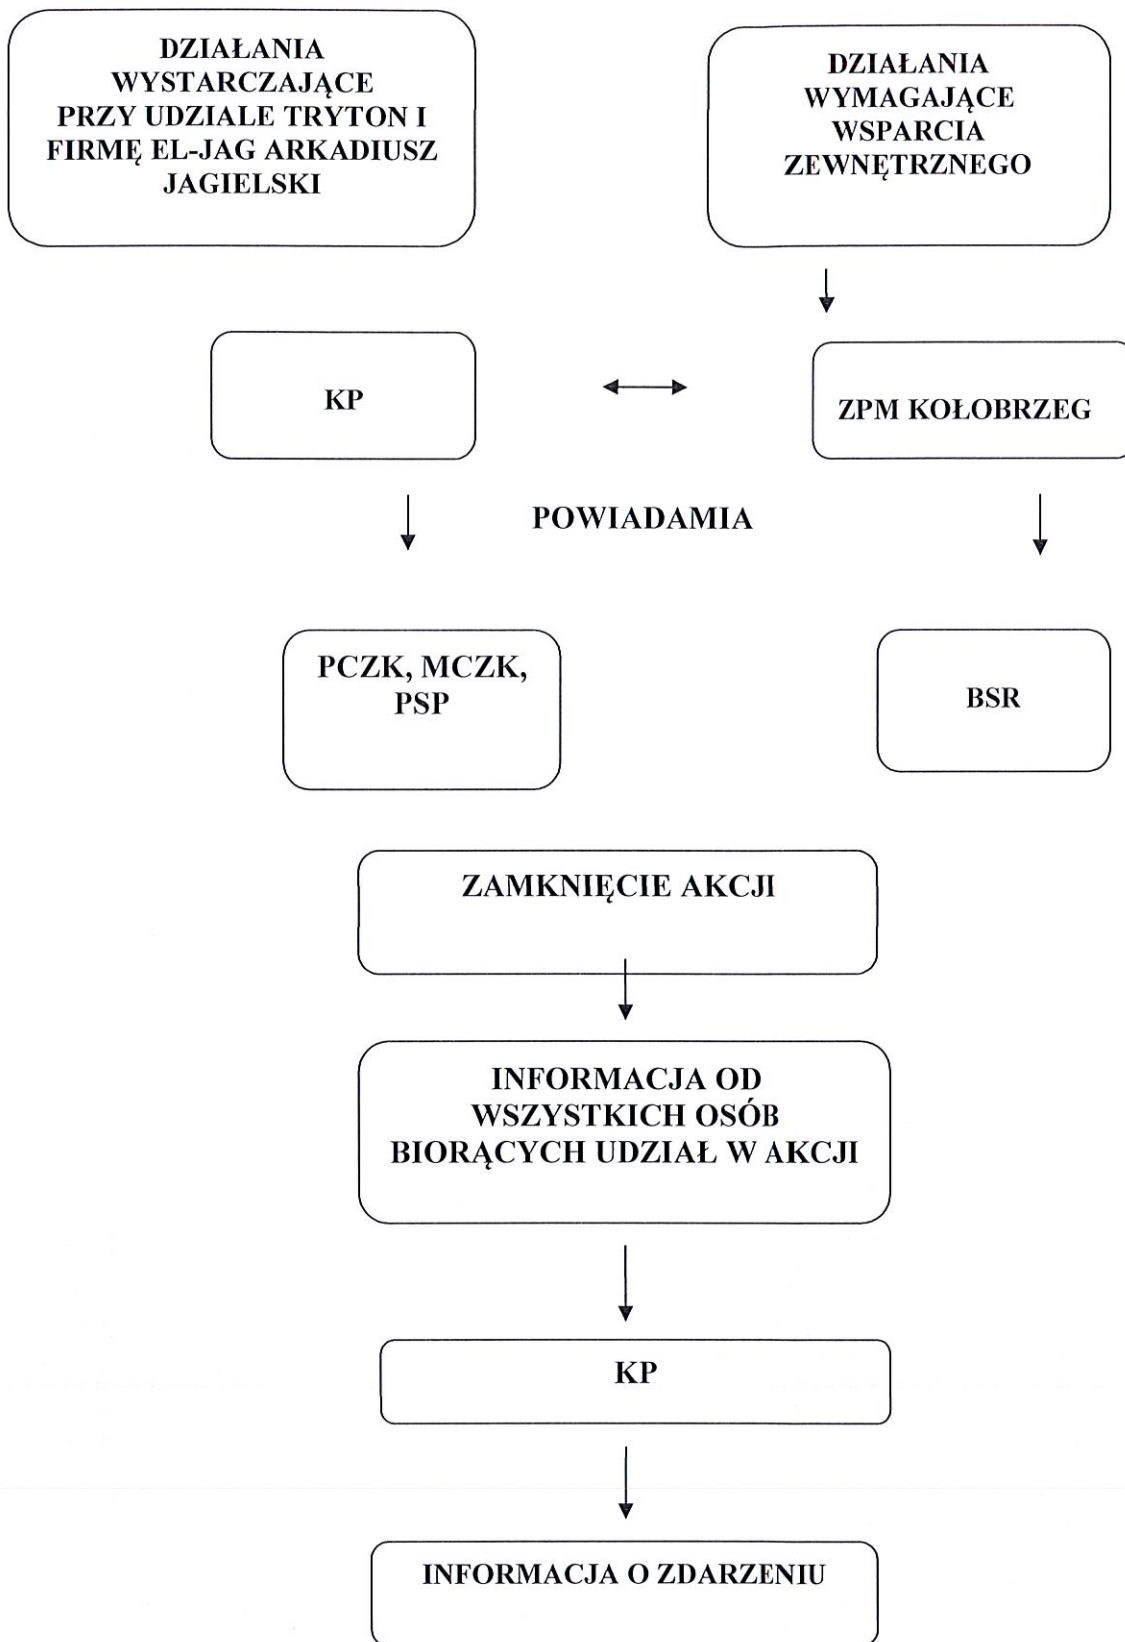 DZIAŁANIA
WYSTARCZAJĄCE
PRZY UDZIALE TRYTON I
FIRMĘ EL-JAG ARKADIUSZ
JAGIELSKI
DZIAŁANIA
WYMAGAJĄCE
WSPARCIA
ZEWNĘTRZNEGO
KP
ZPM KOŁOBRZEG
POWIADAMIA
PCZK, MCZK,
PSP
BSR
ZAMKNIĘCIE AKCJI
INFORMACJA OD
WSZYSTKICH OSÓB
BIORĄCYCH UDZIAŁ W AKCJI
KP
INFORMACJA O ZDARZENIU